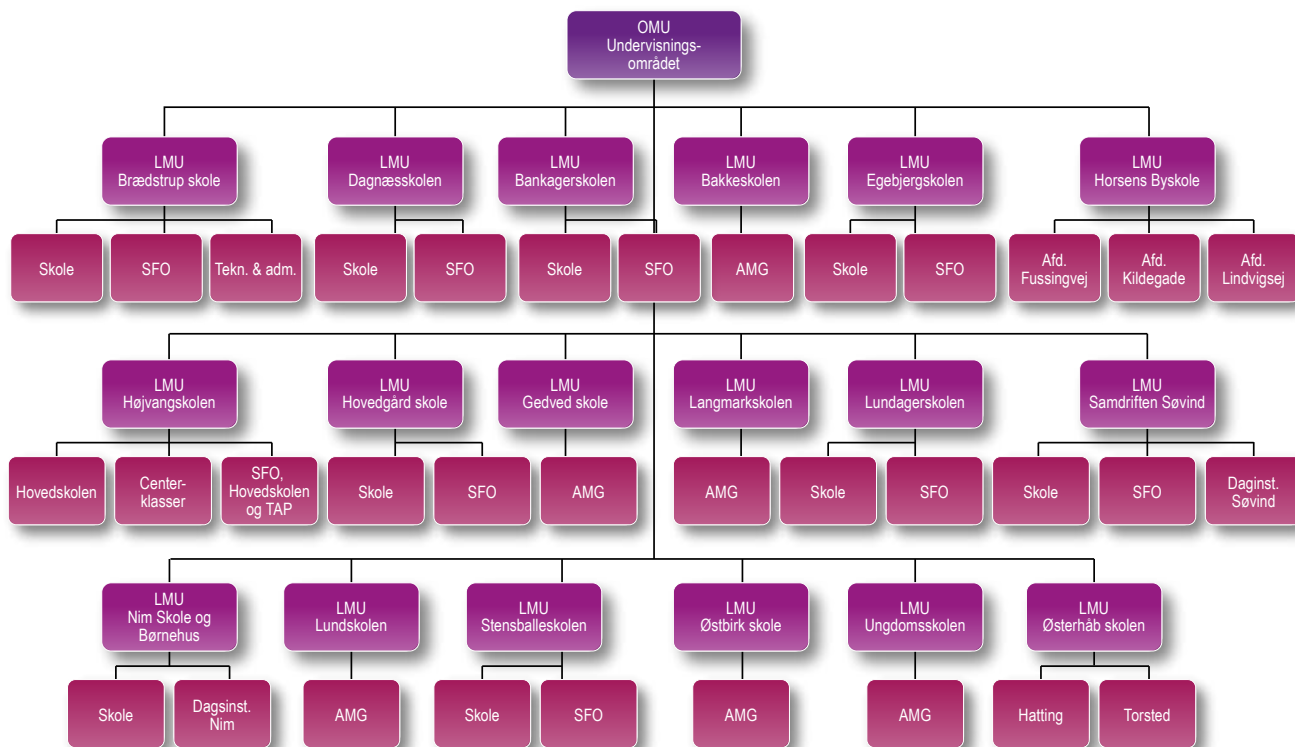 OMU
Undervisnings-
området
LMU
Brædstrup skole
LMU
Dagnæsskolen
LMU
Bankagerskolen
LMU
Bakkeskolen
LMU
Egebjergskolen
LMU
Horsens Byskole
Skole
SFO
Tekn. & adm.
Skole
SFO
Skole
SFO
AMG
Skole
SFO
Afd.
Fussingvej
Afd.
Kildegade
Afd.
Lindvigsej
LMU
Højvangskolen
LMU
Hovedgård skole
LMU
Gedved skole
LMU
Langmarkskolen
LMU
Lundagerskolen
LMU
Samdriften Søvind
Hovedskolen
Center-
klasser
SFO,
Hovedskolen
og TAP
Skole
SFO
AMG
AMG
Skole
SFO
Skole
SFO
Daginst.
Søvind
LMU
Nim Skole og
Børnehus
LMU
Lundskolen
LMU
Stensballeskolen
LMU
Østbirk skole
LMU
Ungdomsskolen
LMU
Østerhåb skolen
Skole
Dagsinst.
Nim
AMG
Skole
SFO
AMG
AMG
Hatting
Torsted